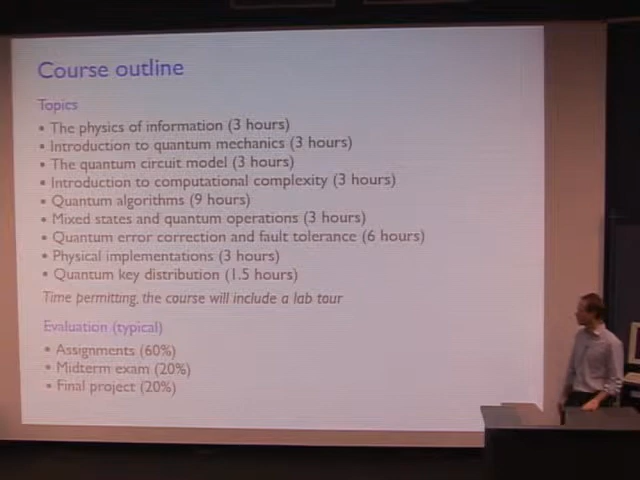 Course outline
Topics
• The physics of information (3 hours)
• Introduction to quantum mechanics (3 hours)
• The quantum circuit model (3 hours)
• Introduction to computational complexity (3 hours)
• Quantum algorithms (9 hours)
• Mixed states and quantum operations (3 hours)
• Quantum error correction and fault tolerance (6 hours)
• Physical implementations (3 hours)
• Quantum key distribution (1.5 hours)
Time permitting, the course will include a lab tour
Evaluation (typical)
• Assignments (60%)
• Midterm exam (20%)
• Final project (20%)